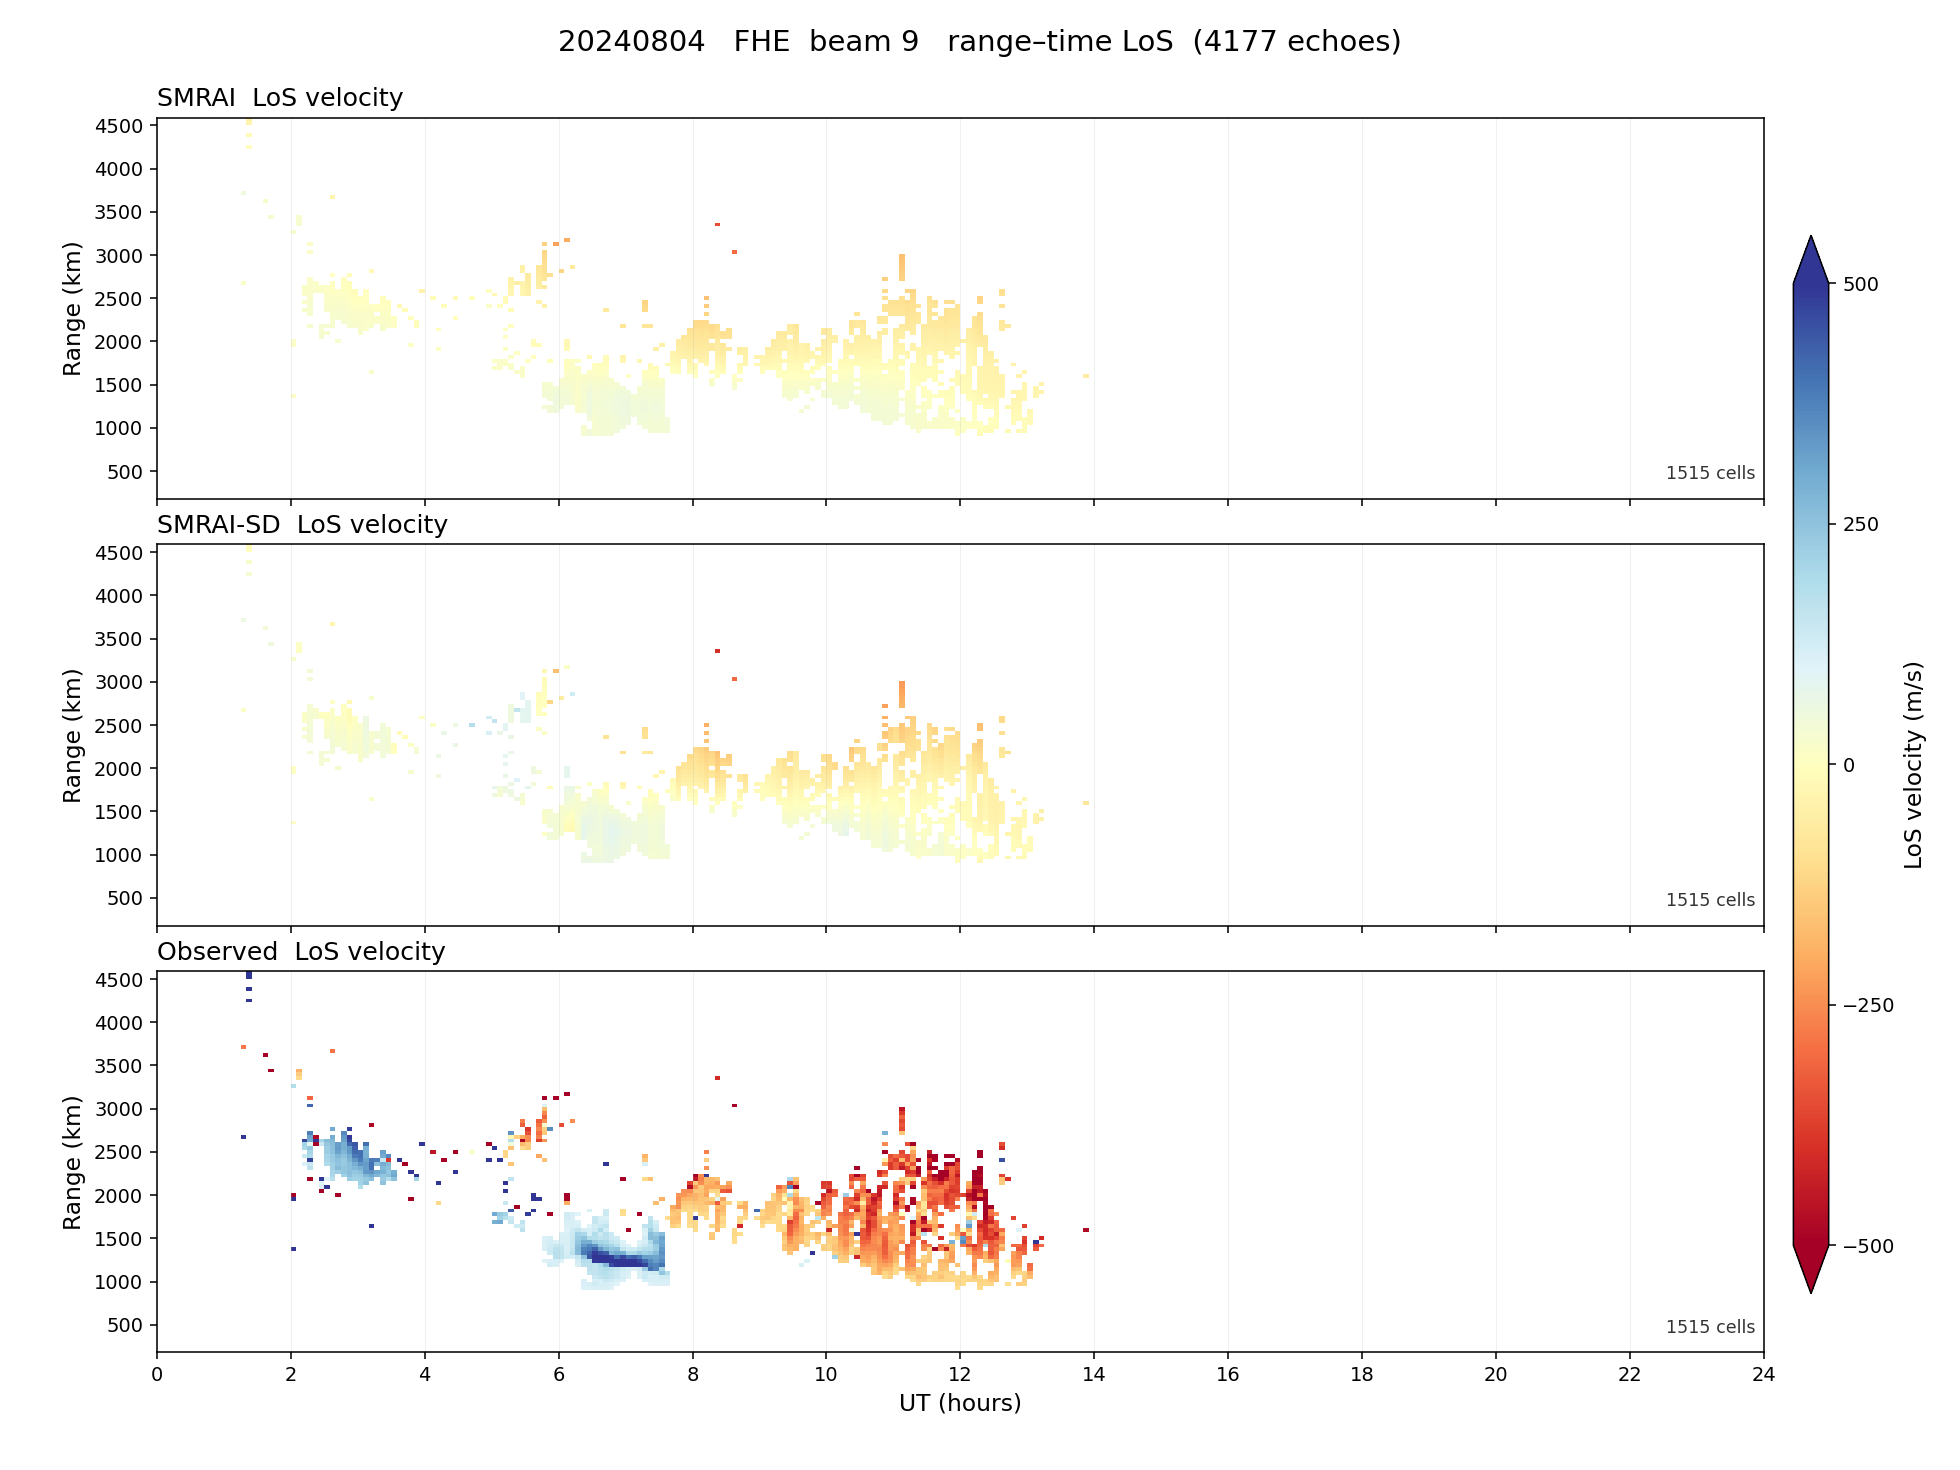 20240804   FHE  beam 9   range–time LoS  (4177 echoes)
SMRAI  LoS velocity
4500
4000
3500
3000
2500
2000
1500
1000
500
Range (km)
1515 cells
SMRAI-SD  LoS velocity
4500
4000
3500
3000
2500
2000
1500
1000
500
Range (km)
1515 cells
Observed  LoS velocity
4500
4000
3500
3000
2500
2000
1500
1000
500
Range (km)
1515 cells
0 2 4 6 8 10 12 14 16 18 20 22 24
UT (hours)
500
250
0
−250
−500
LoS velocity (m/s)